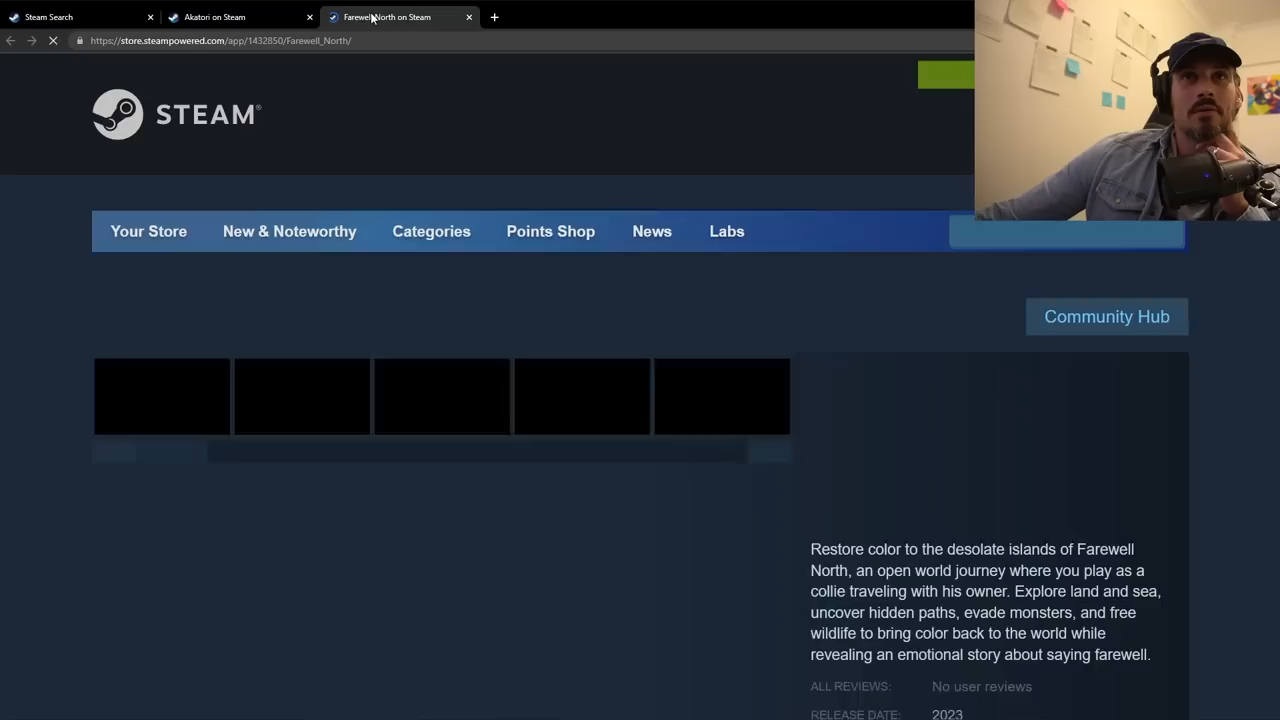 Steam Search
Akatori on Steam
Farewell North on Steam
https://store.steampowered.com/app/1432850/Farewell_North/
STEAM®
Your Store
New & Noteworthy
Categories
Points Shop
News
Labs
Community Hub
Restore color to the desolate islands of Farewell
North, an open world journey where you play as a
collie traveling with his owner. Explore land and sea,
uncover hidden paths, evade monsters, and free
wildlife to bring color back to the world while
revealing an emotional story about saying farewell.
ALL REVIEWS: No user reviews
RELEASE DATE: 2023